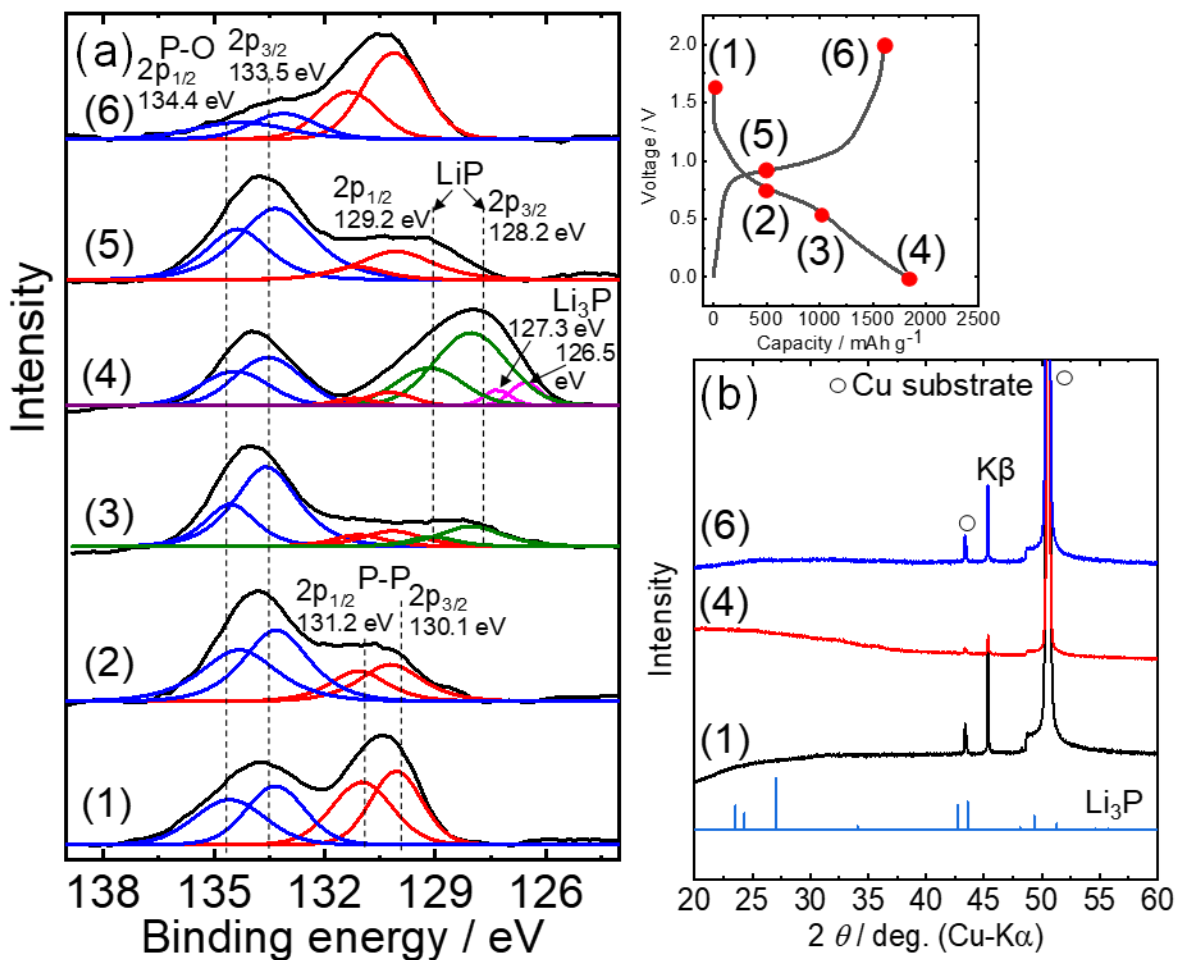 (a)
P-O
2p1/2
134.4 eV
2p3/2
133.5 eV
(6)
(5)
2p1/2
129.2 eV
LiP
2p3/2
128.2 eV
(4)
Li3P
127.3 eV
126.5
eV
(3)
(2)
P-P
2p1/2
131.2 eV
2p3/2
130.1 eV
(1)
Intensity
138 135 132 129 126
Binding energy / eV
(1)
(6)
(5)
(2)
(3)
(4)
Voltage / V
2.0
1.5
1.0
0.5
0.0
0 500 1000 1500 2000 2500
Capacity / mAh g-1
(b)
○ Cu substrate
○
Kβ
○
(6)
(4)
(1)
Li3P
Intensity
20 25 30 35 40 45 50 55 60
2 θ / deg. (Cu-Kα)